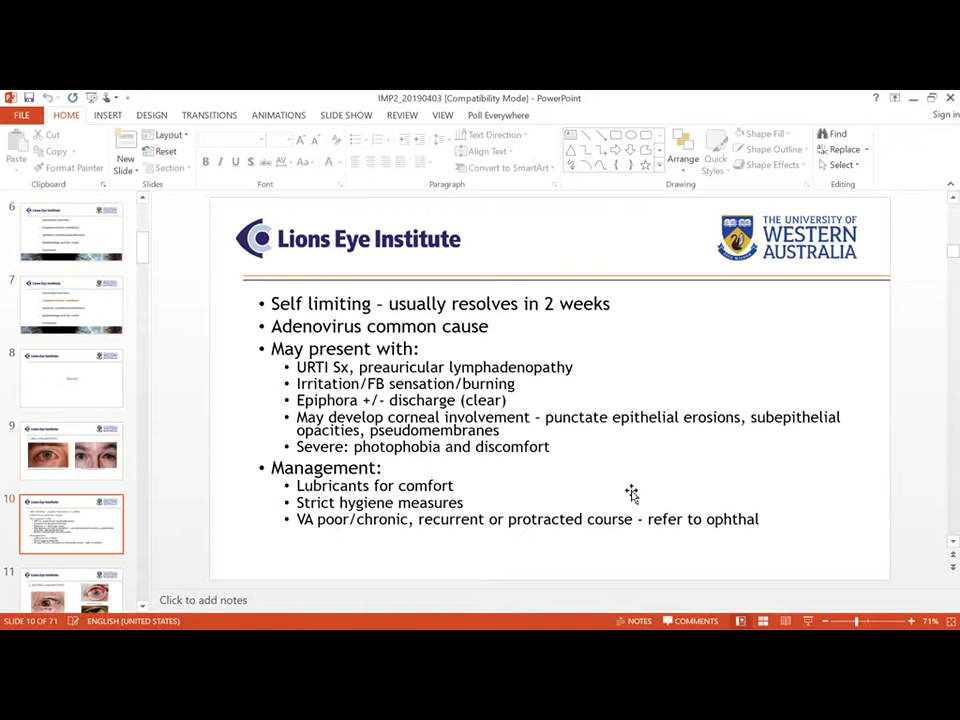 IMP2_20190403 [Compatibility Mode] - PowerPoint
Sign in
FILE HOME INSERT DESIGN TRANSITIONS ANIMATIONS SLIDE SHOW REVIEW VIEW Poll Everywhere
Paste
Cut
Copy
Format Painter
Clipboard
New Slide
Layout
Reset
Section
Slides
Font
Text Direction
Align Text
Convert to SmartArt
Paragraph
Arrange
Quick Styles
Shape Fill
Shape Outline
Shape Effects
Drawing
Find
Replace
Select
Editing
6
7
8
9
10
11
Lions Eye Institute
THE UNIVERSITY OF
WESTERN
AUSTRALIA
• Self limiting – usually resolves in 2 weeks
• Adenovirus common cause
• May present with:
• URTI Sx, preauricular lymphadenopathy
• Irritation/FB sensation/burning
• Epiphora +/- discharge (clear)
• May develop corneal involvement – punctate epithelial erosions, subepithelial
opacities, pseudomembranes
• Severe: photophobia and discomfort
• Management:
• Lubricants for comfort
• Strict hygiene measures
• VA poor/chronic, recurrent or protracted course - refer to ophthal
Click to add notes
SLIDE 10 OF 71 ENGLISH (UNITED STATES) NOTES COMMENTS 71%